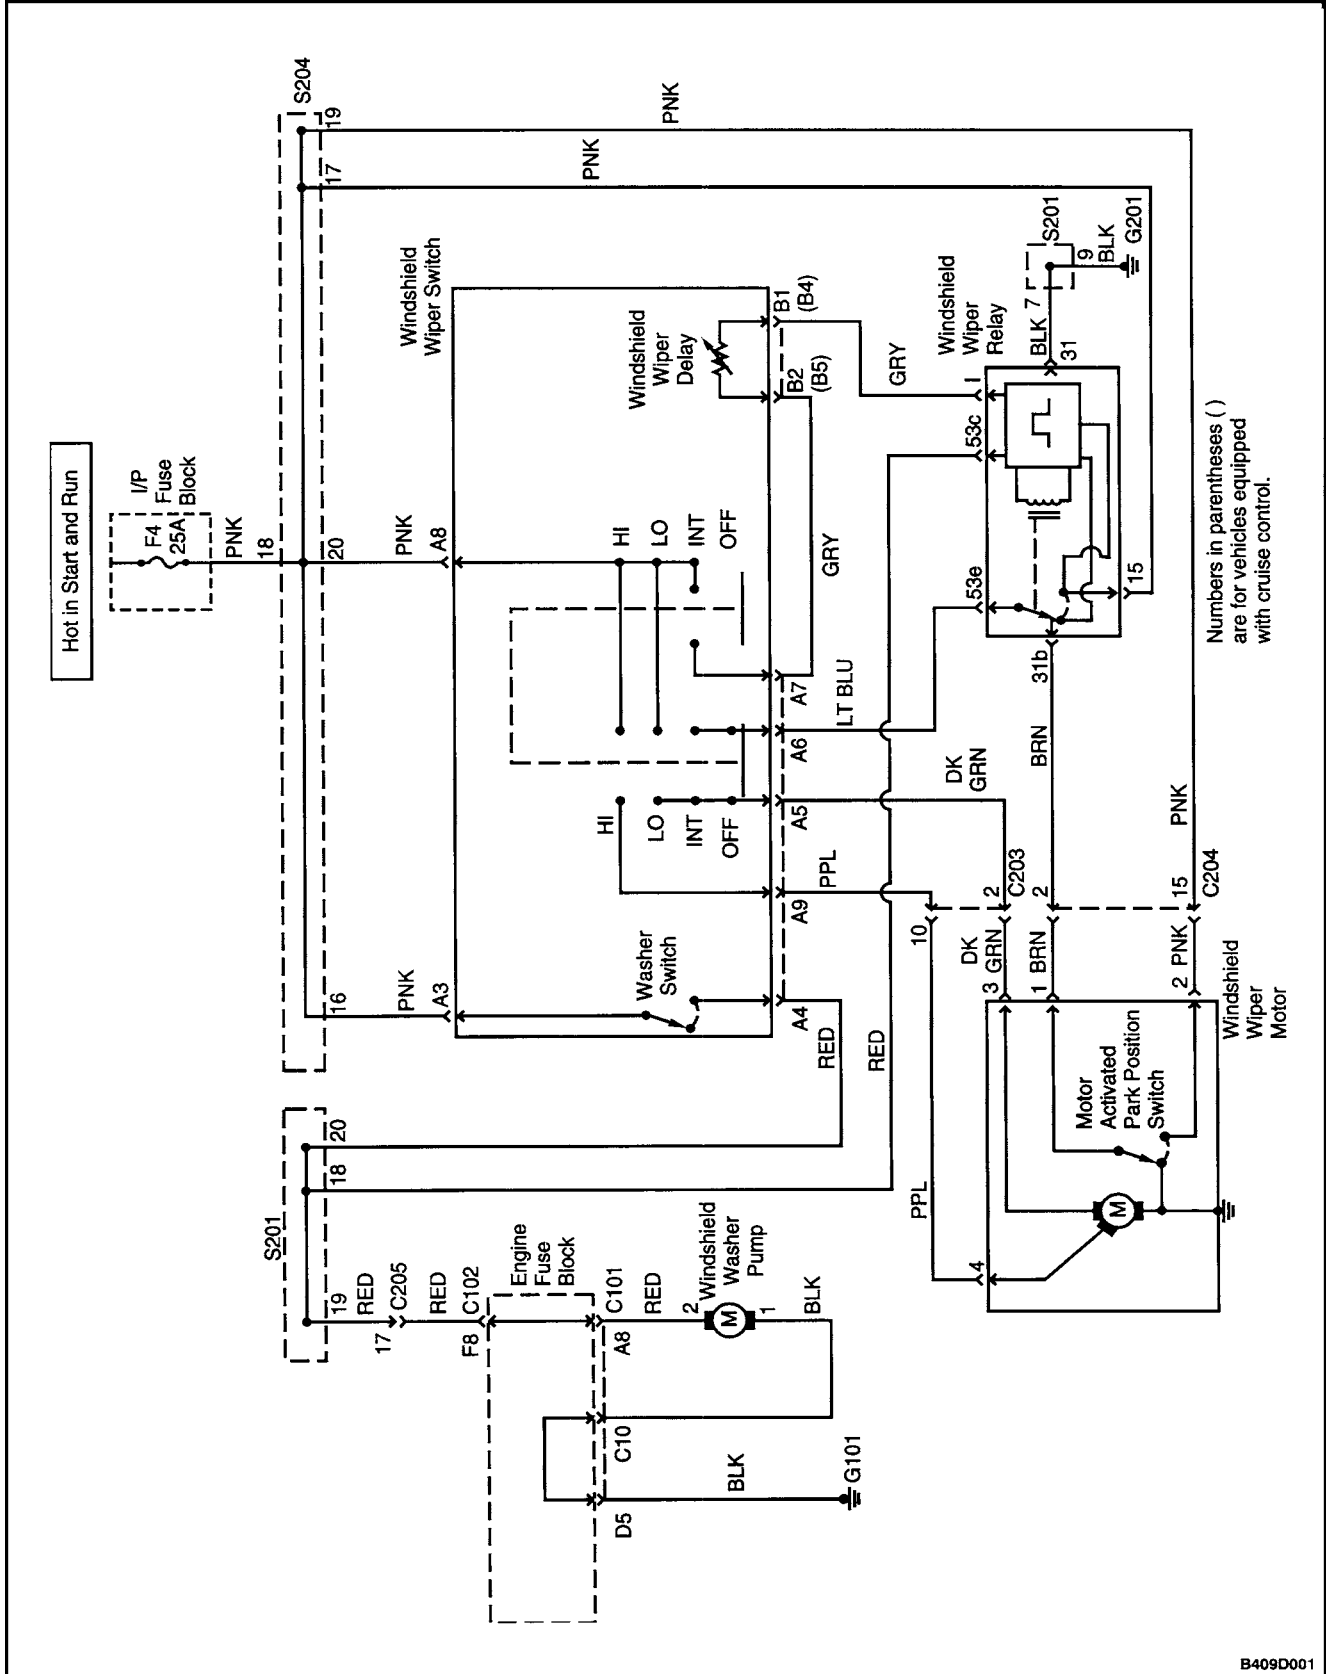 Hot in Start and Run
I/P
Fuse
Block
F4
25A
PNK
18
S204
16
20
17
19
PNK
PNK
PNK
PNK
A3
A8
Windshield
Wiper Switch
Washer
Switch
HI
LO
INT
OFF
HI
LO
INT
OFF
Windshield
Wiper
Delay
A4
A9
A5
A6
A7
B2
(B5)
B1
(B4)
RED
RED
PPL
DK
GRN
LT BLU
GRY
GRY
S201
19
18
20
RED
17
C205
RED
F8
C102
Engine
Fuse
Block
D5
C10
A8
C101
RED
2
Windshield
Washer
Pump
M
1
BLK
BLK
G101
53e
53c
I
Windshield
Wiper
Relay
31
BLK
7
S201
9
BLK
G201
31b
15
BRN
10
2
C203
2
15
C204
PNK
PPL
DK
GRN
BRN
PNK
4
3
1
2
M
Motor
Activated
Park Position
Switch
Windshield
Wiper
Motor
Numbers in parentheses ( )
are for vehicles equipped
with cruise control.
B409D001